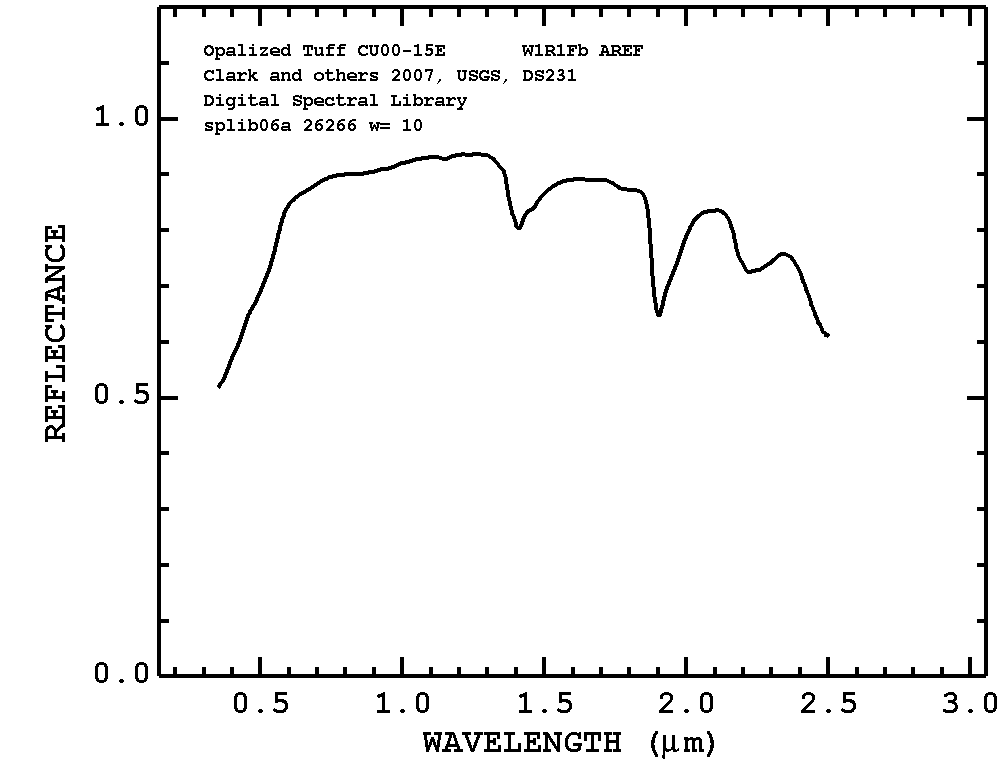 Opalized Tuff CU00-15E W1R1Fb AREF
Clark and others 2007, USGS, DS231
Digital Spectral Library
splib06a 26266 w= 10
1.0
0.5
0.0
REFLECTANCE
0.5 1.0 1.5 2.0 2.5 3.0
WAVELENGTH (μm)